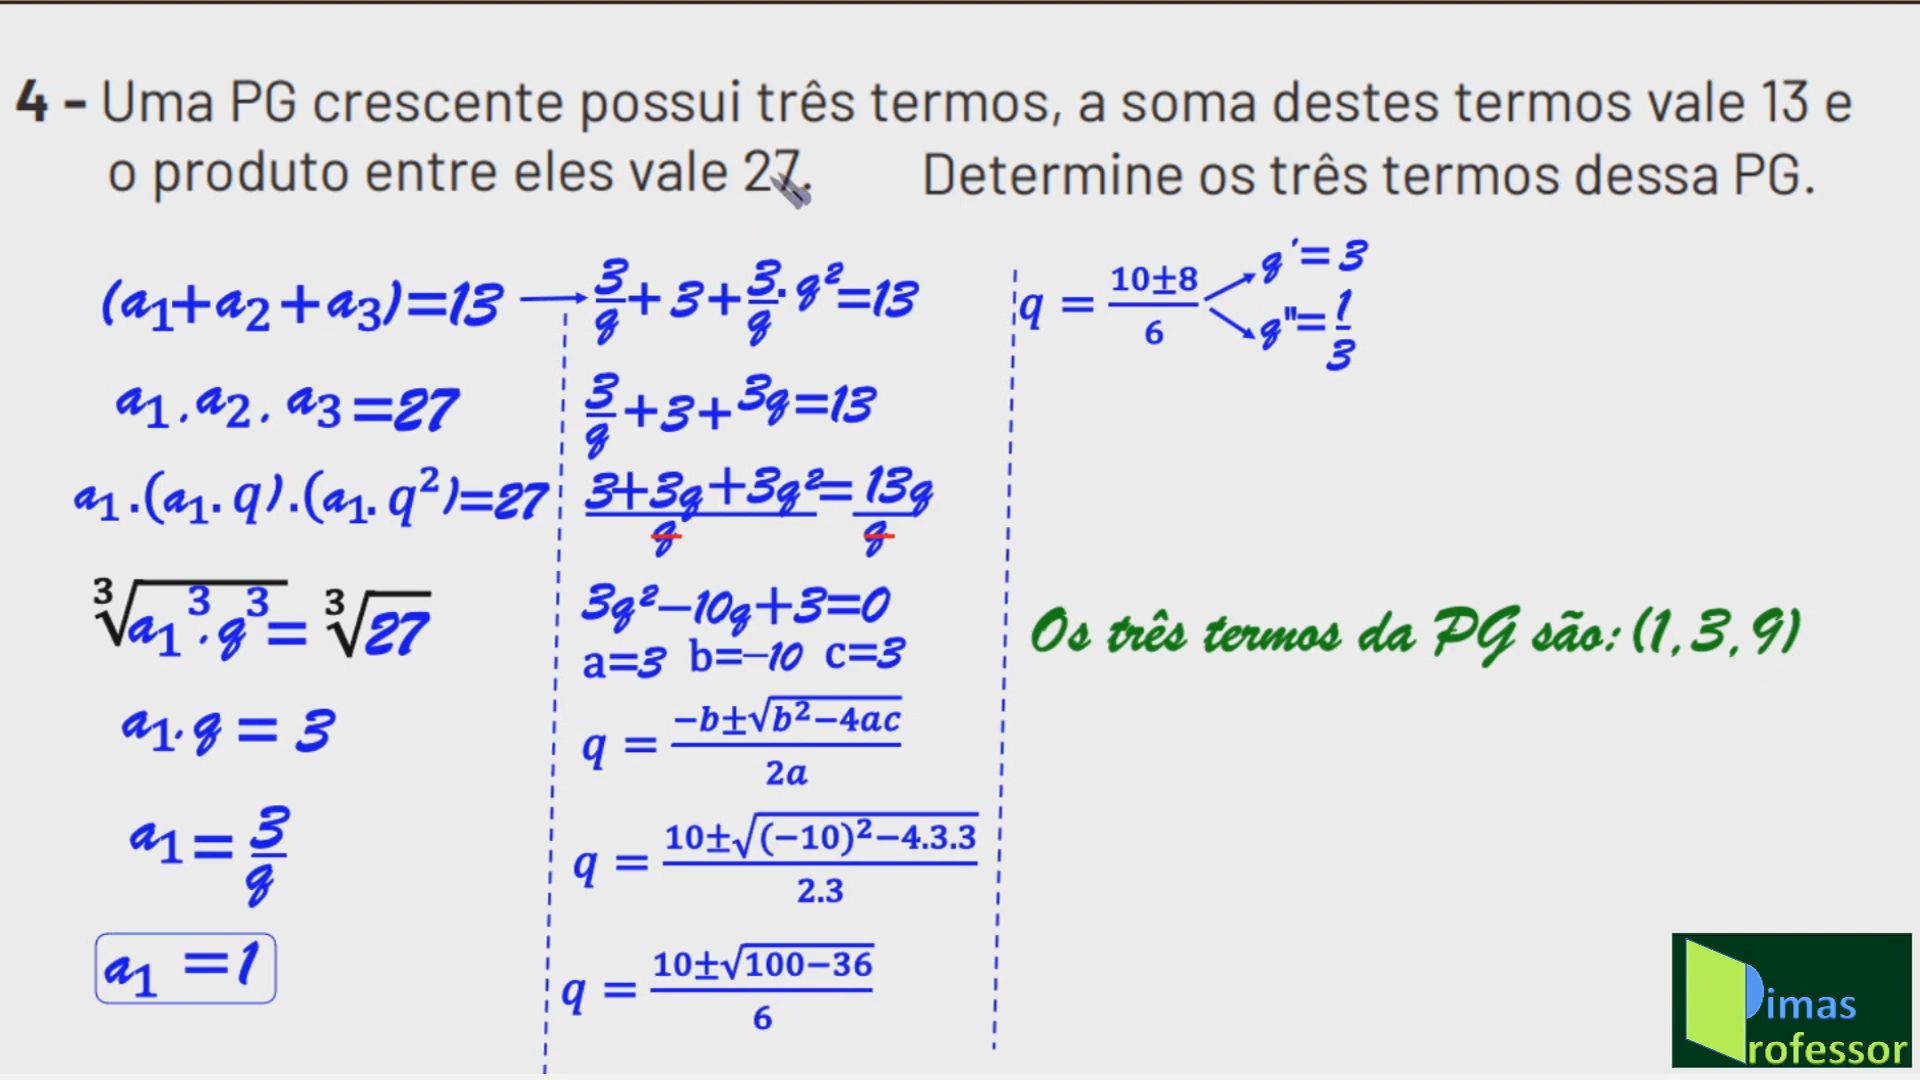 4 - Uma PG crescente possui três termos, a soma destes termos vale 13 e
o produto entre eles vale 27. Determine os três termos dessa PG.
(a₁+a₂+a₃)=13
a₁.a₂.a₃=27
a₁.(a₁.q).(a₁.q²)=27
∛(a₁³.q³)=∛27
a₁.q=3
a₁=3/q
a₁=1
3/q+3+3/q.q²=13
3/q+3+3q=13
(3+3q+3q²)/q=13q/q
3q²−10q+3=0
a=3 b=−10 c=3
q = (−b±√(b²−4ac))/2a
q = (10±√((−10)²−4.3.3))/2.3
q = (10±√(100−36))/6
q = (10±8)/6
q'=3
q"=1/3
Os três termos da PG são: (1, 3, 9)
Dimas
Professor